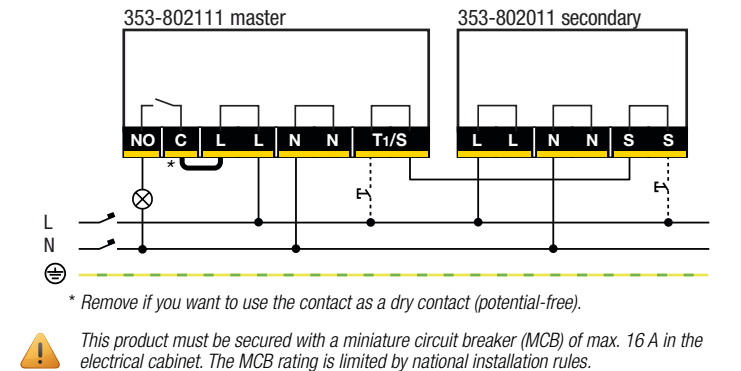 353-802111 master
353-802011 secondary
NO C L L N N T1/S
L L N N S S
*
L
N
* Remove if you want to use the contact as a dry contact (potential-free).
This product must be secured with a miniature circuit breaker (MCB) of max. 16 A in the
electrical cabinet. The MCB rating is limited by national installation rules.